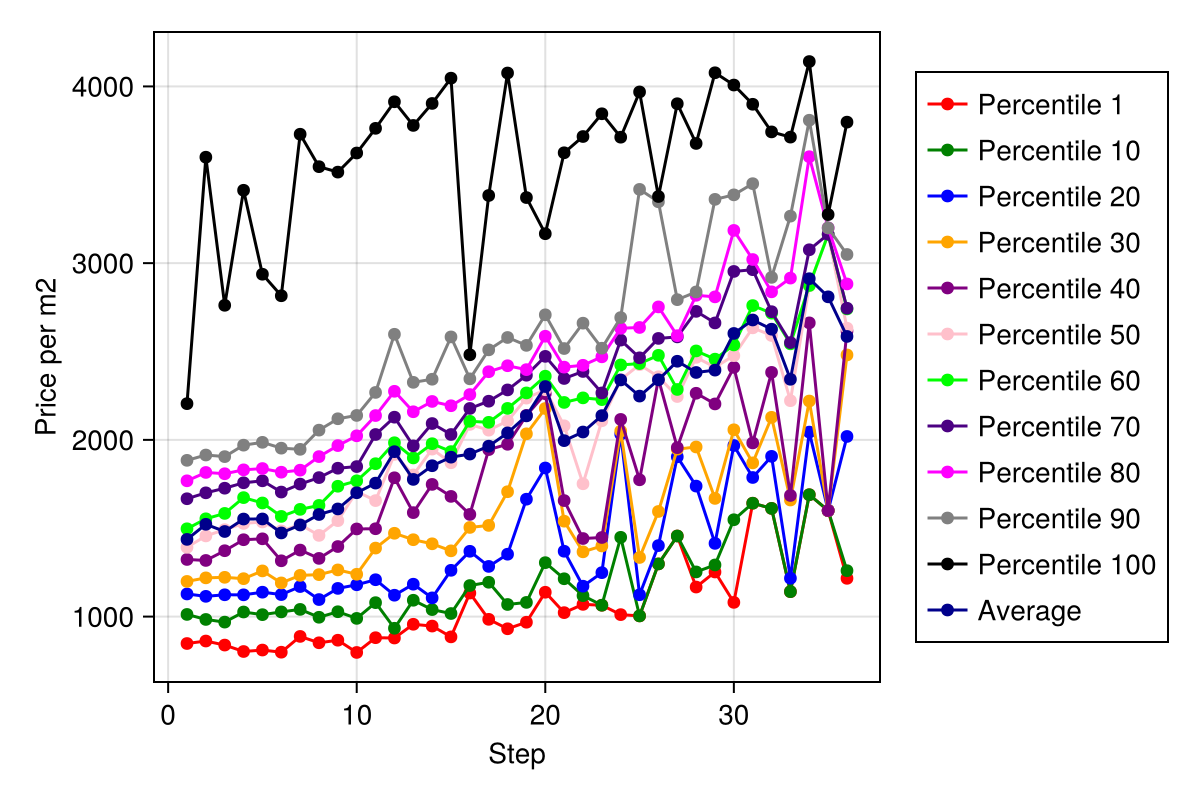 4000
3000
2000
1000
Price per m2
0 10 20 30
Step
Percentile 1
Percentile 10
Percentile 20
Percentile 30
Percentile 40
Percentile 50
Percentile 60
Percentile 70
Percentile 80
Percentile 90
Percentile 100
Average